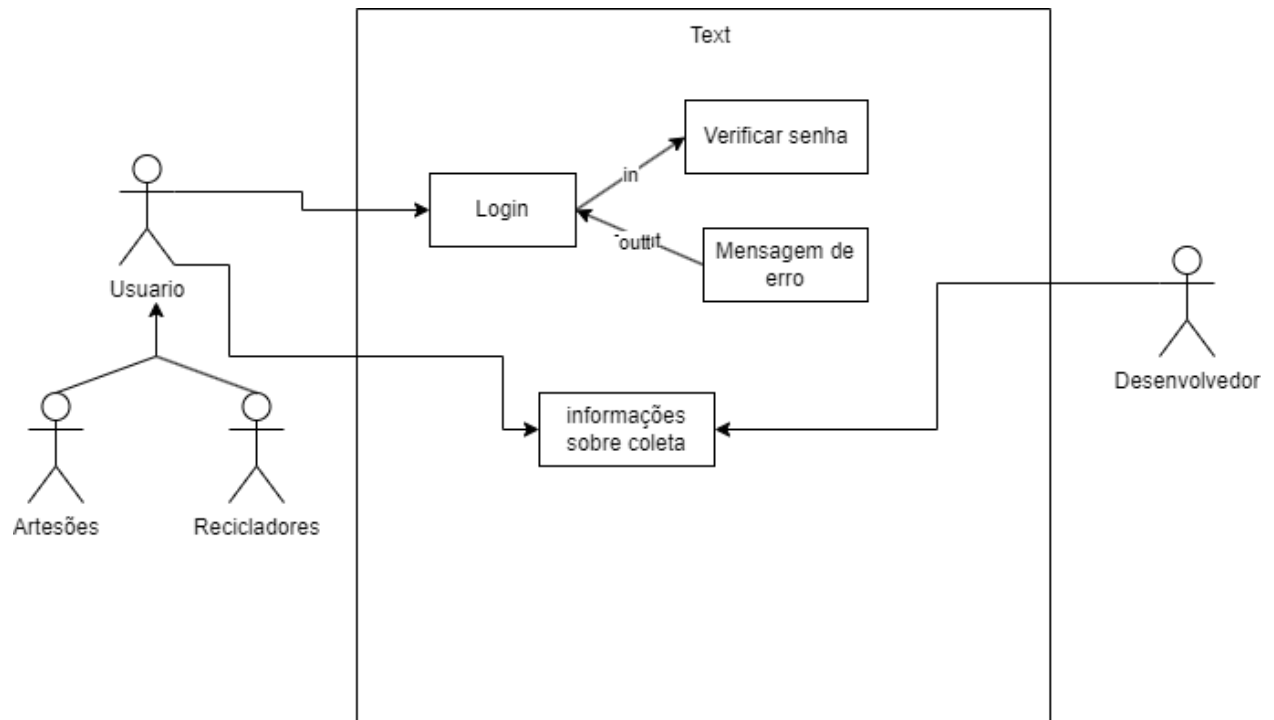 Text
Verificar senha
in
Login
Mensagem de
erro
Usuario
Desenvolvedor
informações
sobre coleta
Artesões
Recicladores